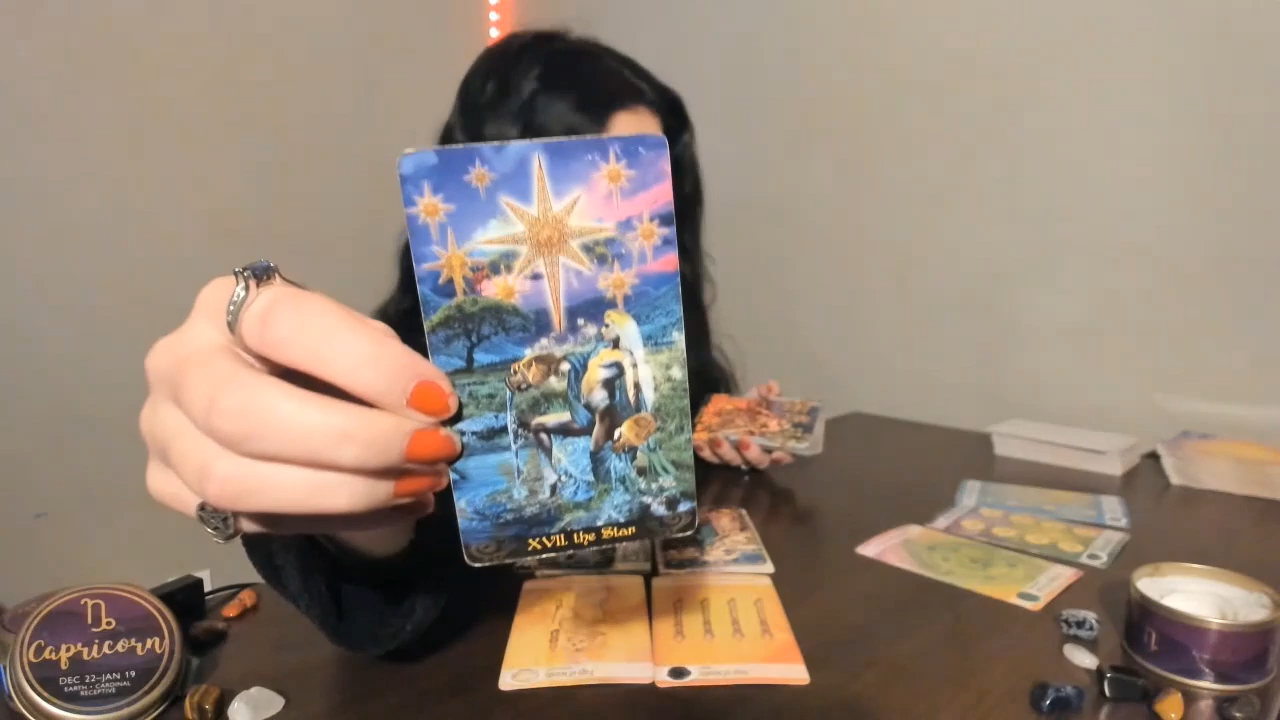 XVII. the Star
♑
Capricorn
DEC 22–JAN 19
EARTH • CARDINAL
RECEPTIVE